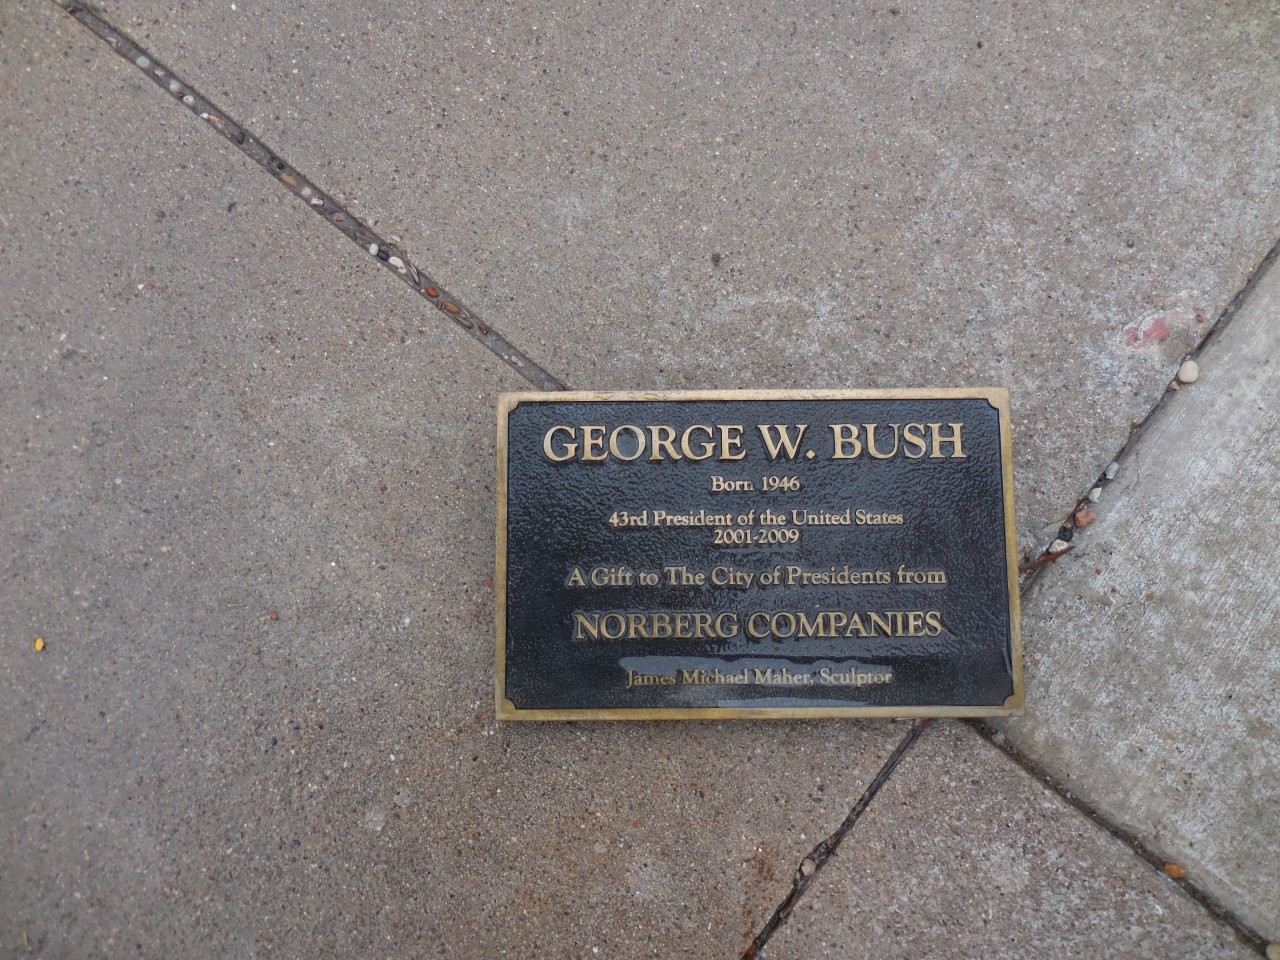 GEORGE W. BUSH
Born 1946
43rd President of the United States
2001-2009
A Gift to The City of Presidents from
NORBERG COMPANIES
James Michael Maher, Sculptor